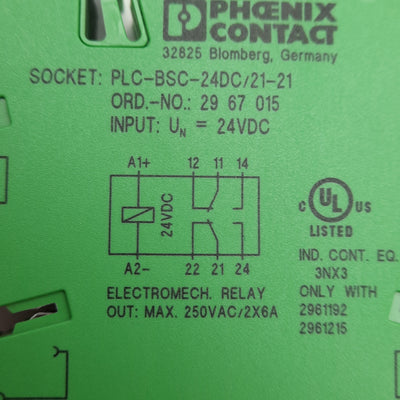 PHŒNIX
CONTACT
32825 Blomberg, Germany
SOCKET: PLC-BSC-24DC/21-21
ORD.-NO.: 29 67 015
INPUT: UN = 24VDC
A1+ 12 11 14
24VDC
A2- 22 21 24
C UL US
LISTED
IND. CONT. EQ.
3NX3
ONLY WITH
2961192
2961215
ELECTROMECH. RELAY
OUT: MAX. 250VAC/2X6A